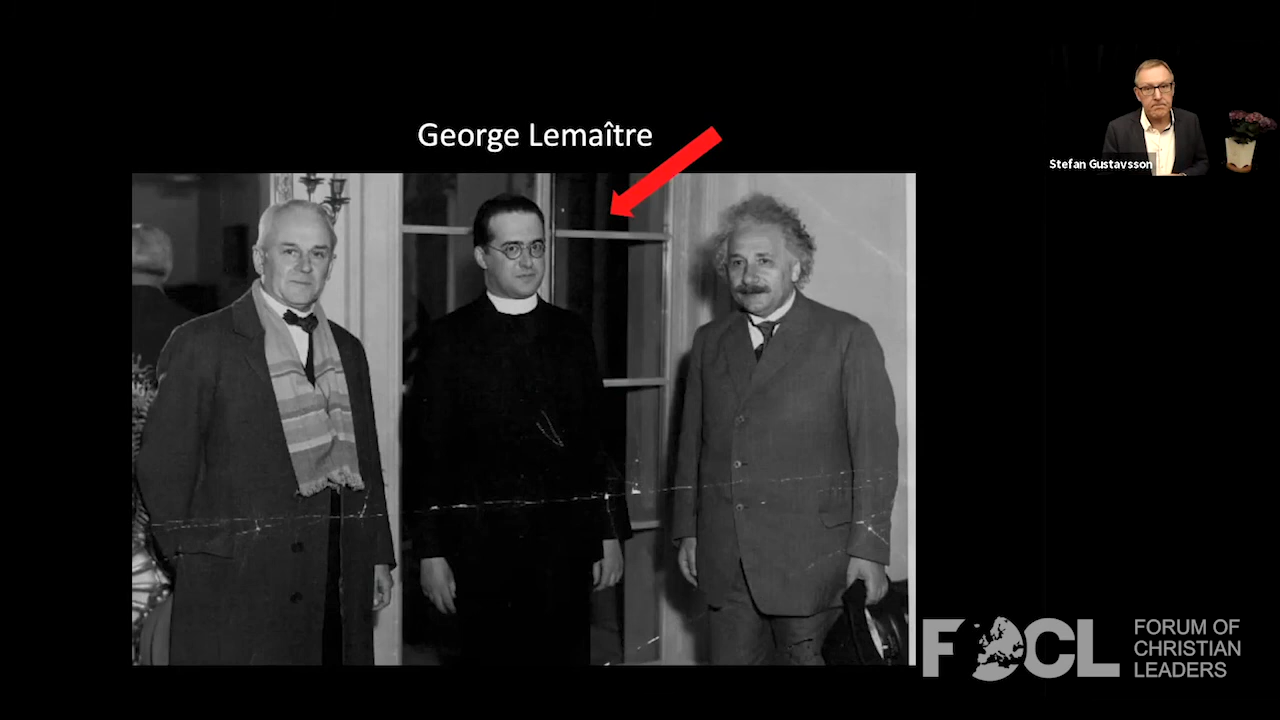 George Lemaître
Stefan Gustavsson
FOCL
FORUM OF
CHRISTIAN
LEADERS